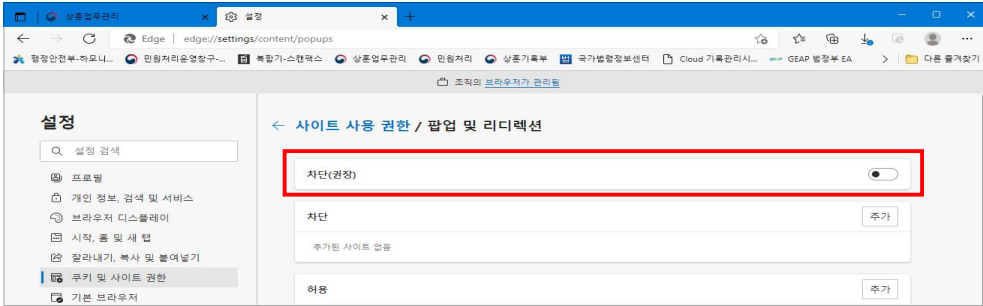 상훈업무관리
설정
Edge | edge://settings/content/popups
행정안전부-하모니... 민원처리운영창구-... 복합기-스캔팩스 상훈업무관리 민원처리 상훈기록부 국가법령정보센터 Cloud 기록관리시... GEAP 범정부 EA 다른 즐겨찾기
조직의 브라우저가 관리됨
설정
← 사이트 사용 권한 / 팝업 및 리디렉션
설정 검색
차단(권장)
프로필
개인 정보, 검색 및 서비스
브라우저 디스플레이
차단 추가
시작, 홈 및 새 탭
추가된 사이트 없음
잘라내기, 복사 및 붙여넣기
쿠키 및 사이트 권한
허용 추가
기본 브라우저